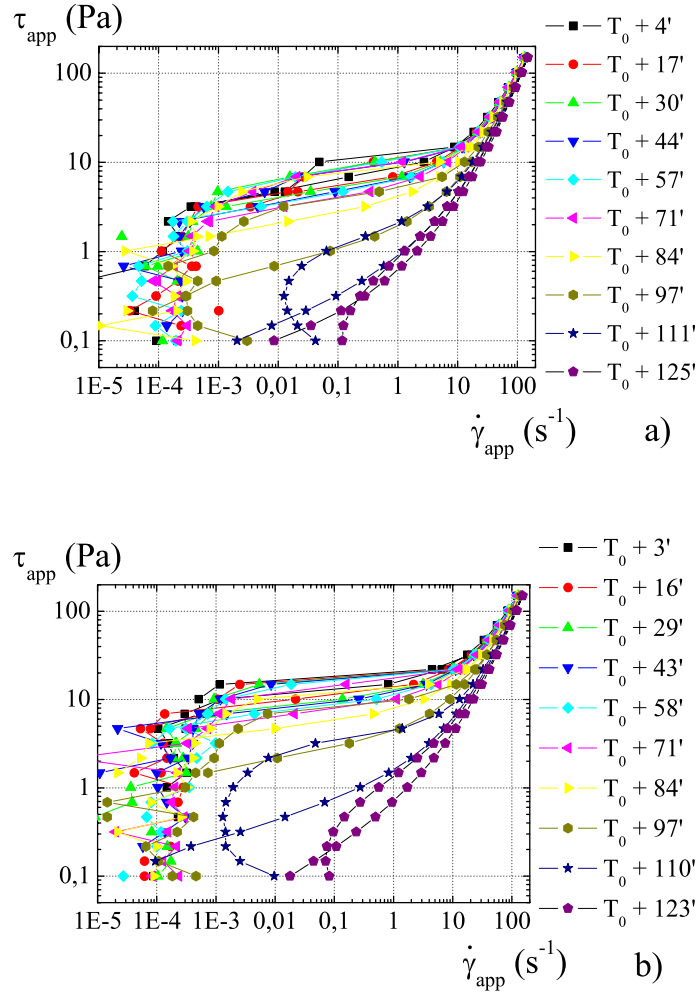 τapp (Pa)
100
10
1
0,1
1E-5 1E-4 1E-3 0,01 0,1 1 10 100
γ̇app (s-1)
a)
T0 + 4'
T0 + 17'
T0 + 30'
T0 + 44'
T0 + 57'
T0 + 71'
T0 + 84'
T0 + 97'
T0 + 111'
T0 + 125'
τapp (Pa)
100
10
1
0,1
1E-5 1E-4 1E-3 0,01 0,1 1 10 100
γ̇app (s-1)
b)
T0 + 3'
T0 + 16'
T0 + 29'
T0 + 43'
T0 + 58'
T0 + 71'
T0 + 84'
T0 + 97'
T0 + 110'
T0 + 123'